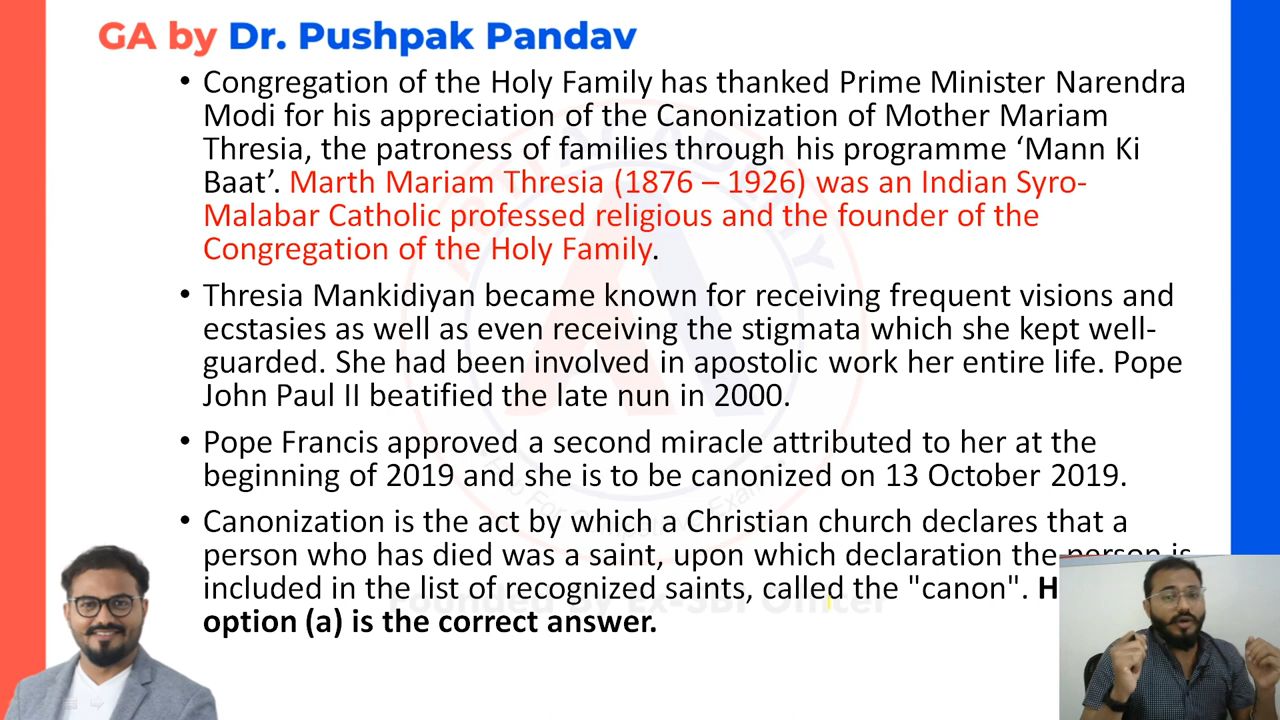 GA by Dr. Pushpak Pandav
• Congregation of the Holy Family has thanked Prime Minister Narendra
Modi for his appreciation of the Canonization of Mother Mariam
Thresia, the patroness of families through his programme ‘Mann Ki
Baat’. Marth Mariam Thresia (1876 – 1926) was an Indian Syro-
Malabar Catholic professed religious and the founder of the
Congregation of the Holy Family.
• Thresia Mankidiyan became known for receiving frequent visions and
ecstasies as well as even receiving the stigmata which she kept well-
guarded. She had been involved in apostolic work her entire life. Pope
John Paul II beatified the late nun in 2000.
• Pope Francis approved a second miracle attributed to her at the
beginning of 2019 and she is to be canonized on 13 October 2019.
• Canonization is the act by which a Christian church declares that a
person who has died was a saint, upon which declaration the person is
included in the list of recognized saints, called the "canon". H
option (a) is the correct answer.
Founded By Ex-SBI Officer